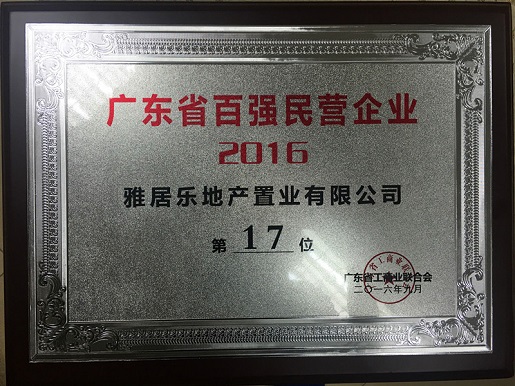 广东省百强民营企业
2016
雅居乐地产置业有限公司
第 17 位
广东省工商业联合会
二〇一六年九月